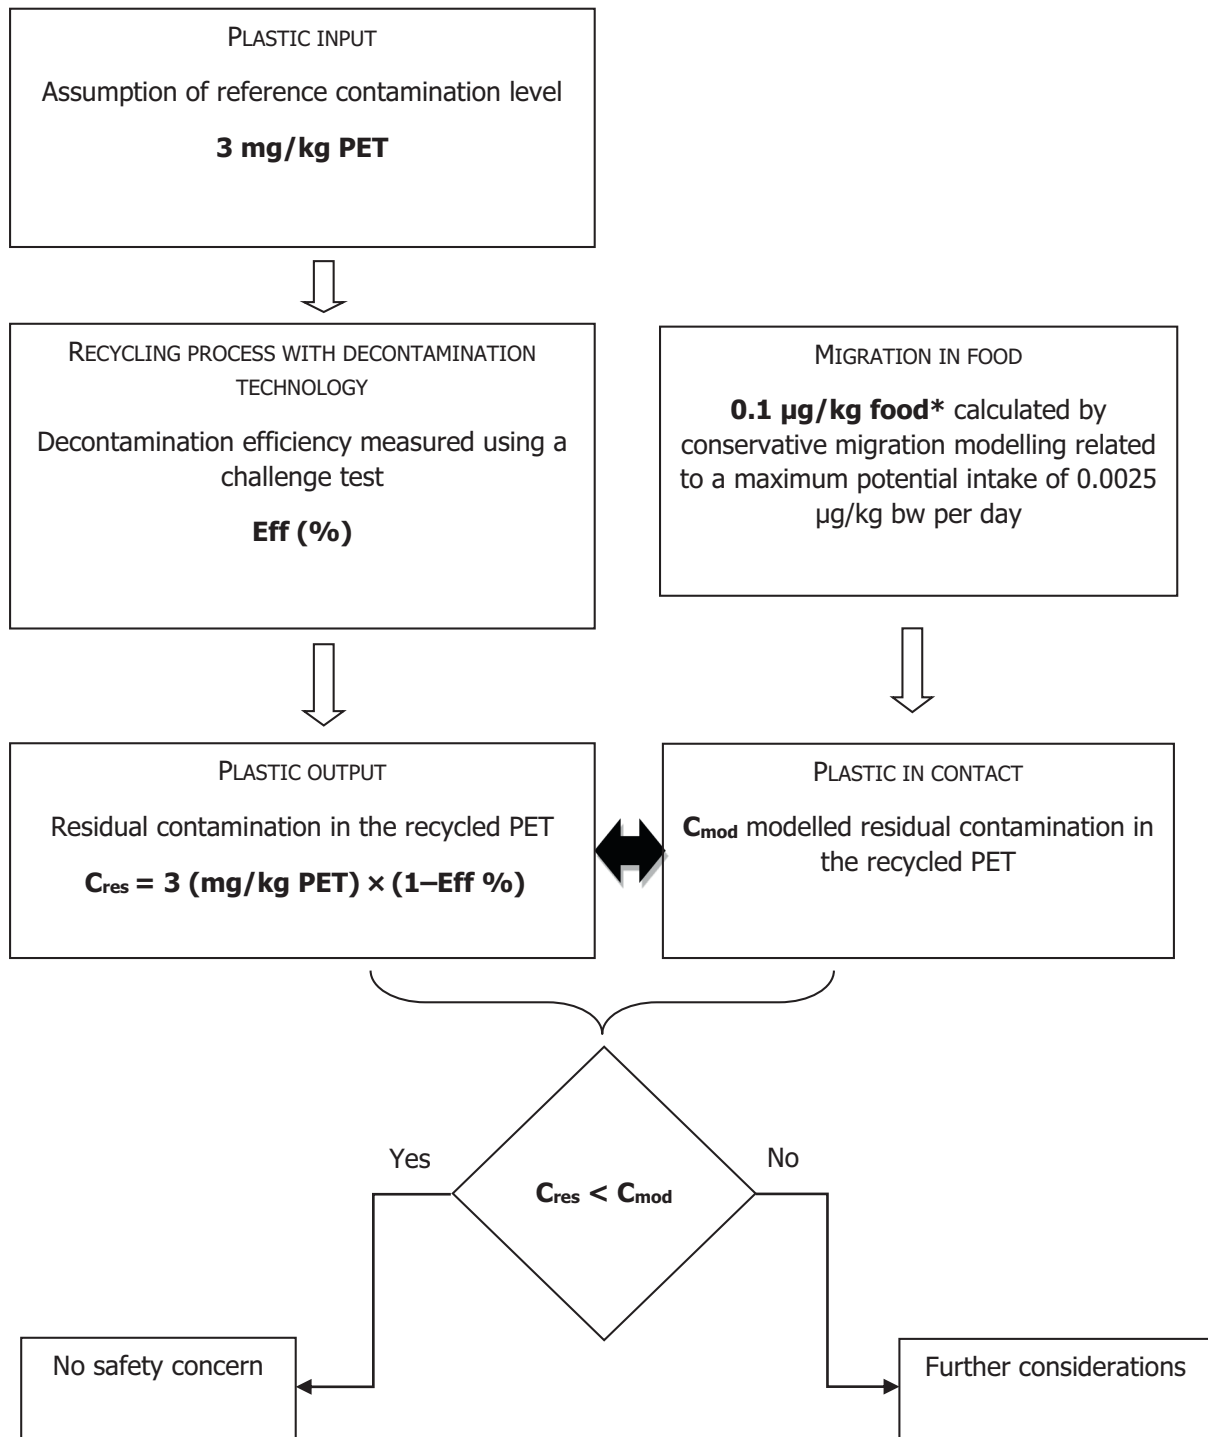 PLASTIC INPUT
Assumption of reference contamination level
3 mg/kg PET
RECYCLING PROCESS WITH DECONTAMINATION
TECHNOLOGY
Decontamination efficiency measured using a
challenge test
Eff (%)
MIGRATION IN FOOD
0.1 µg/kg food* calculated by
conservative migration modelling related
to a maximum potential intake of 0.0025
µg/kg bw per day
PLASTIC OUTPUT
Residual contamination in the recycled PET
Cres = 3 (mg/kg PET) × (1–Eff %)
PLASTIC IN CONTACT
Cmod modelled residual contamination in
the recycled PET
Yes
No
Cres < Cmod
No safety concern
Further considerations